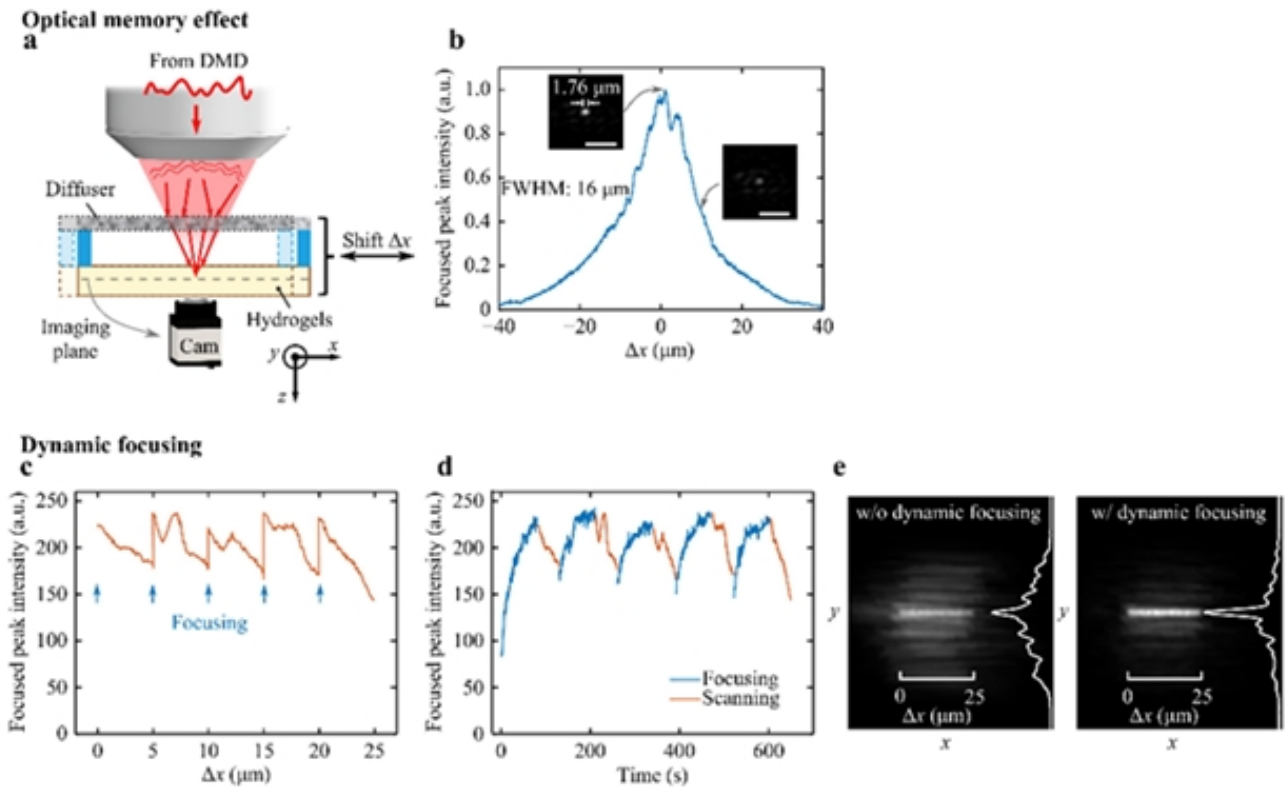 Optical memory effect
a
From DMD
Diffuser
Shift Δx
Hydrogels
Imaging
plane
Cam
y
x
z
b
Focused peak intensity (a.u.)
1.0
0.8
0.6
0.4
0.2
0
1.76 μm
FWHM: 16 μm
−40
−20
0
20
40
Δx (μm)
Dynamic focusing
c
Focused peak intensity (a.u.)
250
200
150
100
50
0
Focusing
0
5
10
15
20
25
Δx (μm)
d
Focused peak intensity (a.u.)
250
200
150
100
50
0
Focusing
Scanning
0
200
400
600
Time (s)
e
w/o dynamic focusing
y
0
25
Δx (μm)
x
w/ dynamic focusing
y
0
25
Δx (μm)
x